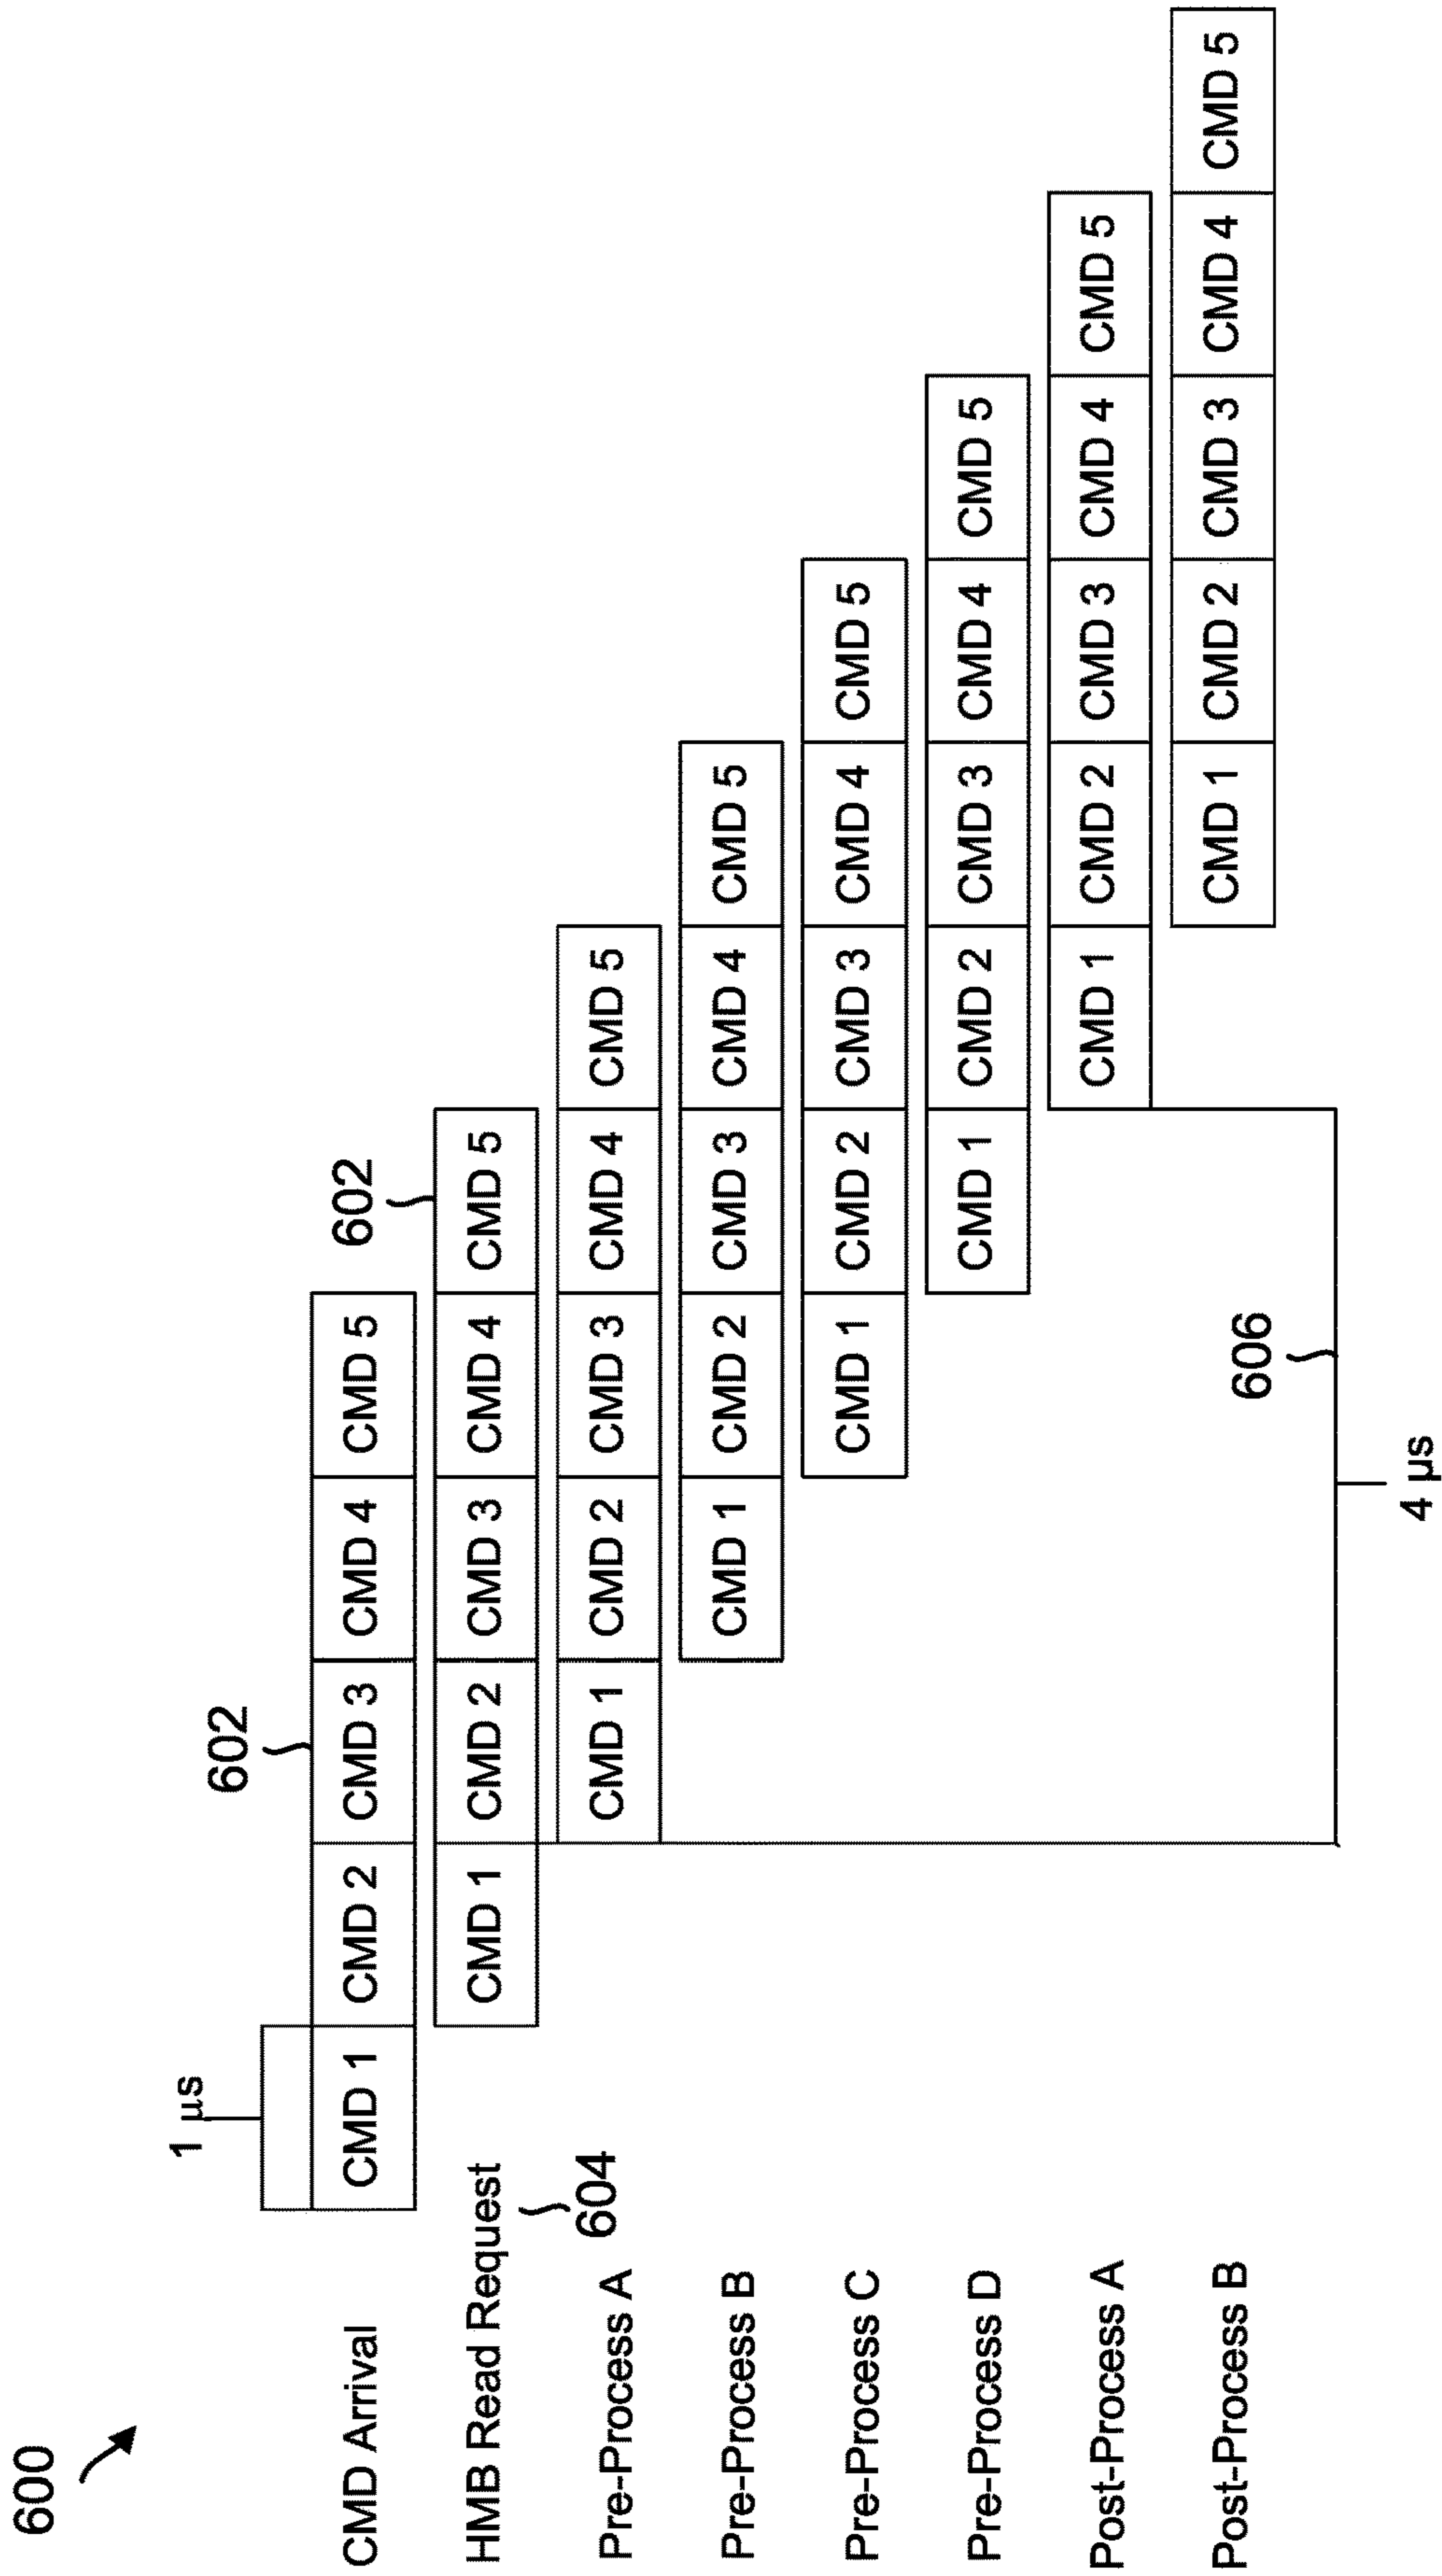 600
1 µs
602
CMD Arrival CMD 1 CMD 2 CMD 3 CMD 4 CMD 5
602
HMB Read Request CMD 1 CMD 2 CMD 3 CMD 4 CMD 5
604
Pre-Process A CMD 1 CMD 2 CMD 3 CMD 4 CMD 5
Pre-Process B CMD 1 CMD 2 CMD 3 CMD 4 CMD 5
Pre-Process C CMD 1 CMD 2 CMD 3 CMD 4 CMD 5
Pre-Process D CMD 1 CMD 2 CMD 3 CMD 4 CMD 5
Post-Process A CMD 1 CMD 2 CMD 3 CMD 4 CMD 5
Post-Process B CMD 1 CMD 2 CMD 3 CMD 4 CMD 5
606
4 µs